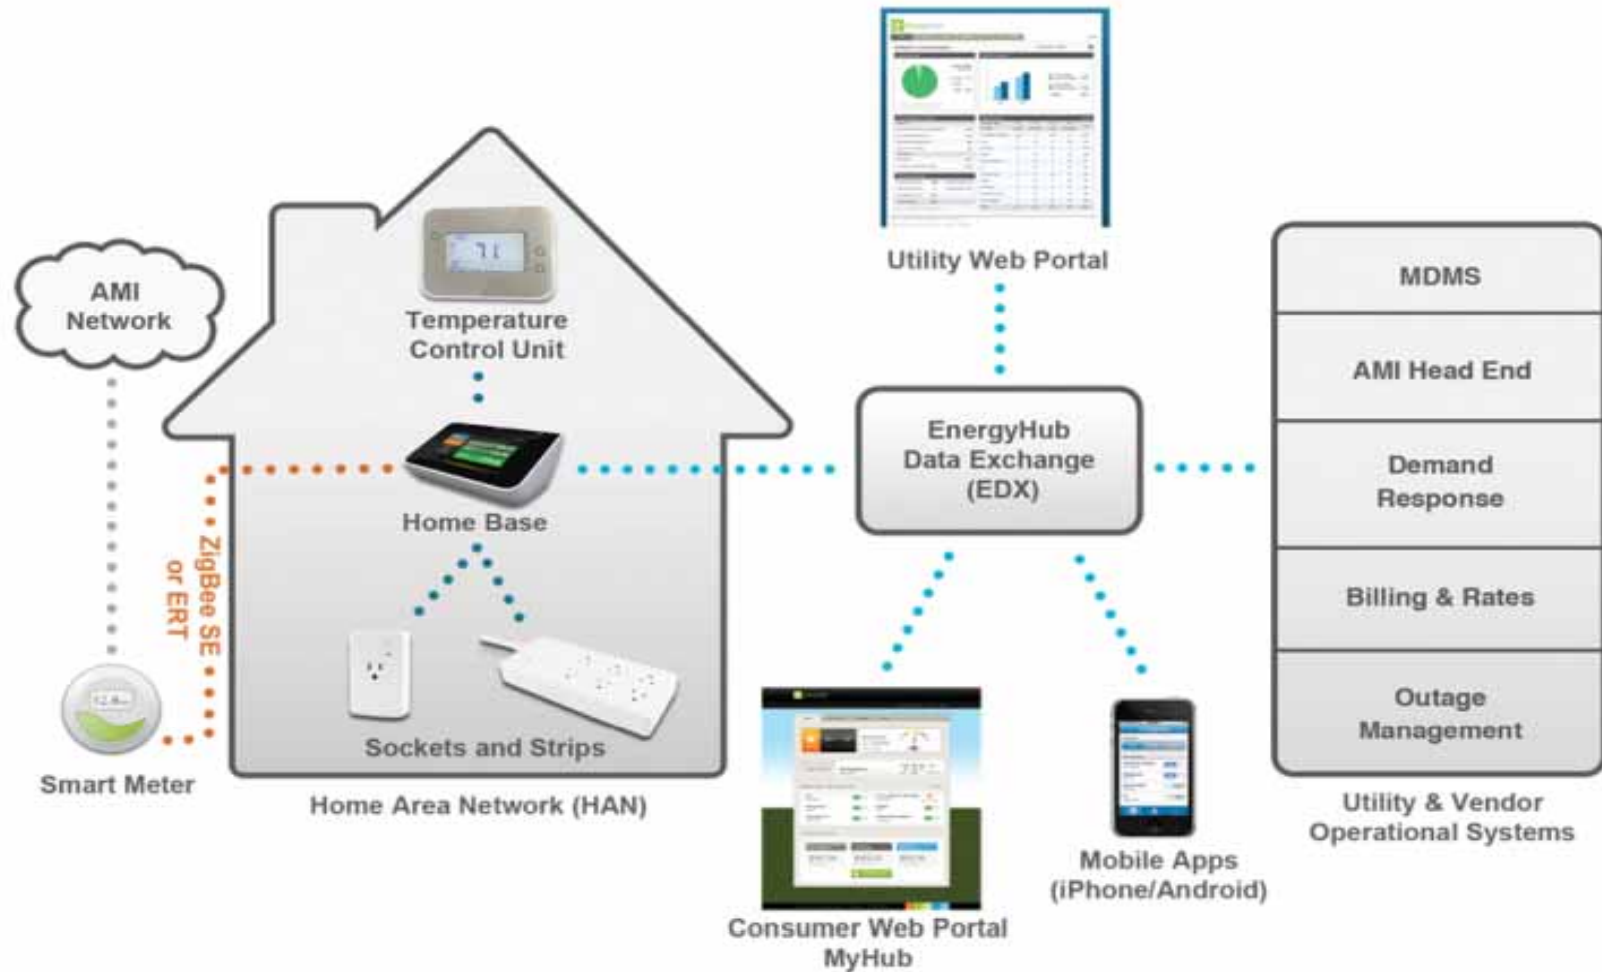 Utility Web Portal
AMI
Network
71
Temperature
Control Unit
Home Base
ZigBee SE
or ERT
Sockets and Strips
Smart Meter
Home Area Network (HAN)
EnergyHub
Data Exchange
(EDX)
Consumer Web Portal
MyHub
Mobile Apps
(iPhone/Android)
MDMS
AMI Head End
Demand
Response
Billing & Rates
Outage
Management
Utility & Vendor
Operational Systems